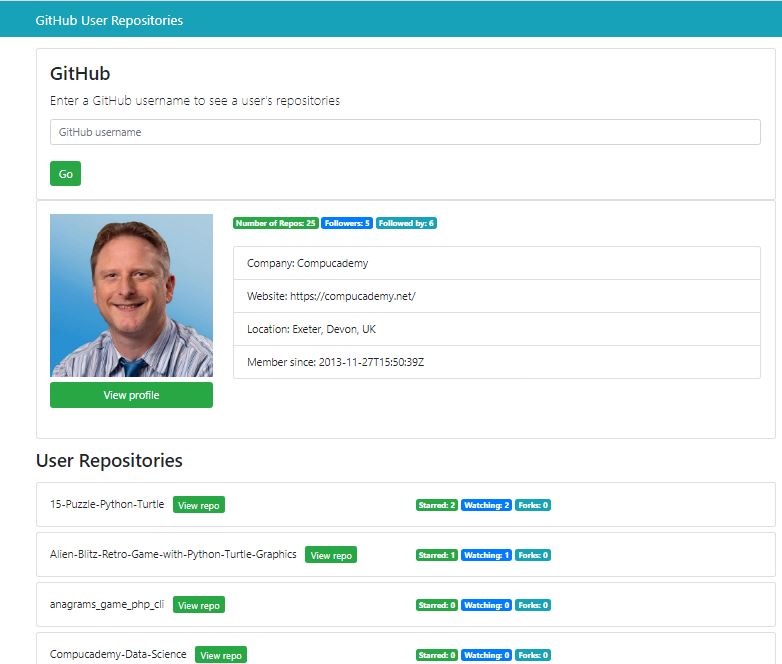 GitHub User Repositories
GitHub
Enter a GitHub username to see a user's repositories
GitHub username
Go
Number of Repos: 25 Followers: 5 Followed by: 6
Company: Compucademy
Website: https://compucademy.net/
Location: Exeter, Devon, UK
Member since: 2013-11-27T15:50:39Z
View profile
User Repositories
15-Puzzle-Python-Turtle View repo Starred: 2 Watching: 2 Forks: 0
Alien-Blitz-Retro-Game-with-Python-Turtle-Graphics View repo Starred: 1 Watching: 1 Forks: 0
anagrams_game_php_cli View repo Starred: 0 Watching: 0 Forks: 0
Compucademy-Data-Science View repo Starred: 0 Watching: 0 Forks: 0